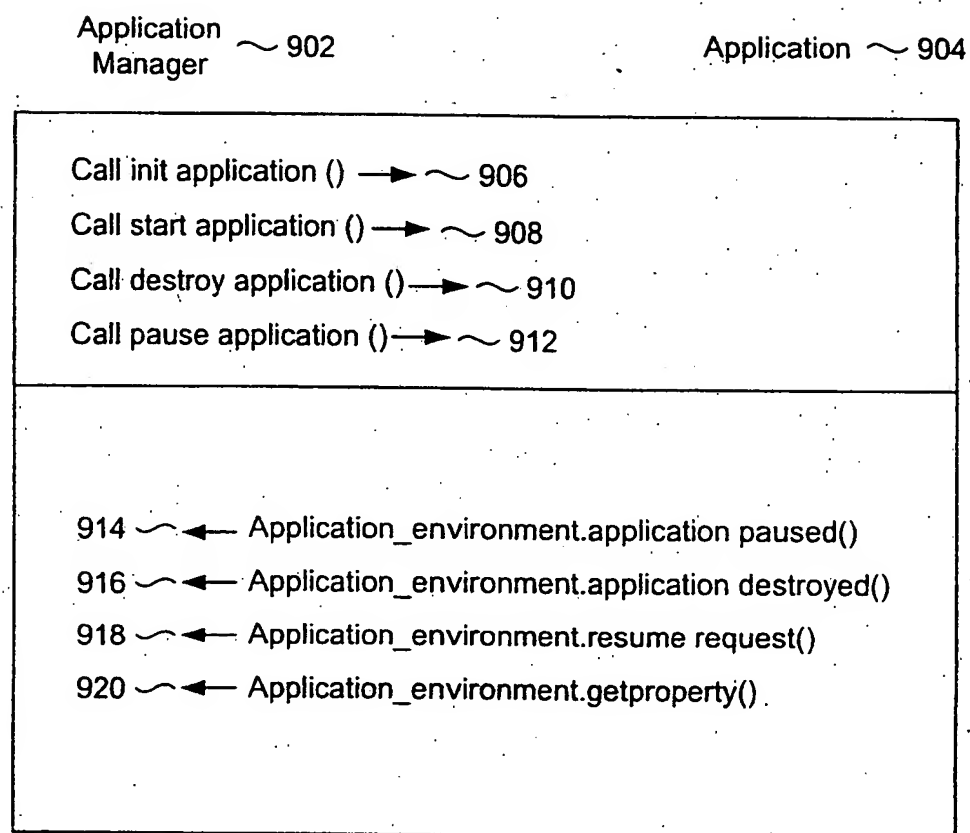 Application
Manager 902
Application 904
Call init application () 906
Call start application () 908
Call destroy application () 910
Call pause application () 912
914 Application_environment.application paused()
916 Application_environment.application destroyed()
918 Application_environment.resume request()
920 Application_environment.getproperty()